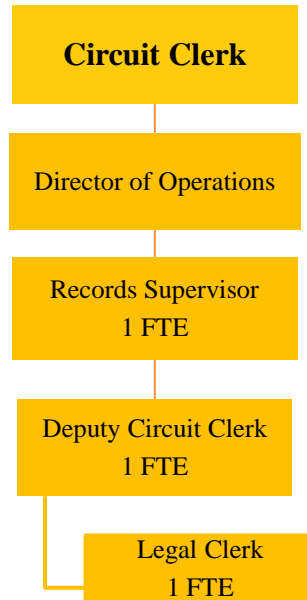 Circuit Clerk
Director of Operations
Records Supervisor
1 FTE
Deputy Circuit Clerk
1 FTE
Legal Clerk
1 FTE